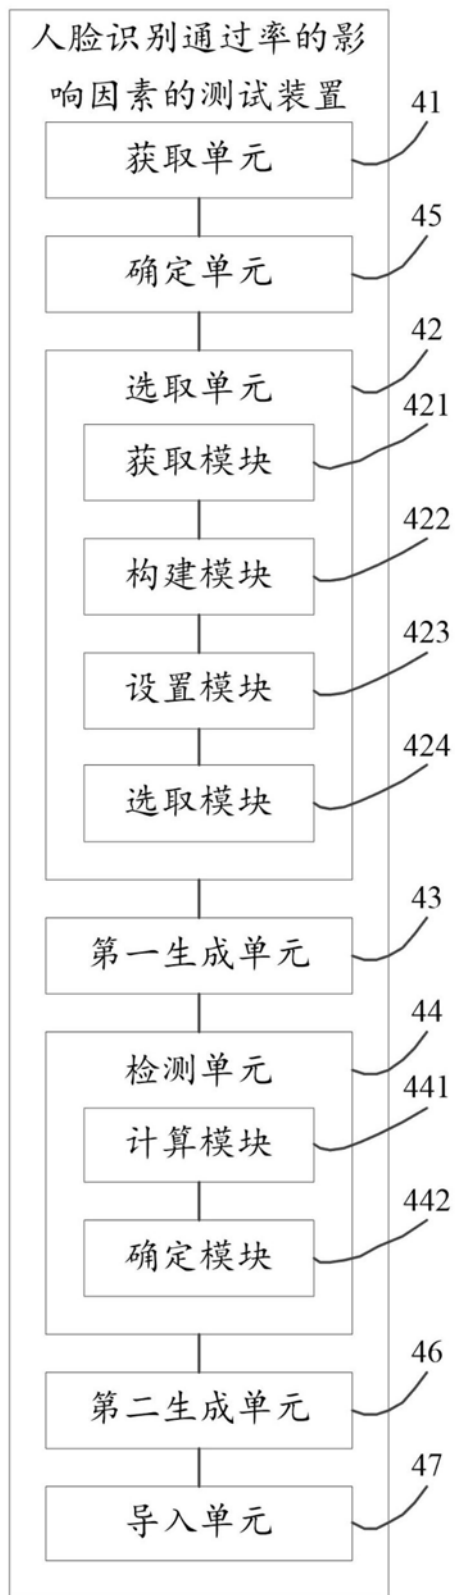 人脸识别通过率的影
响因素的测试装置
41
获取单元
45
确定单元
42
选取单元
421
获取模块
422
构建模块
423
设置模块
424
选取模块
43
第一生成单元
44
检测单元
441
计算模块
442
确定模块
46
第二生成单元
47
导入单元